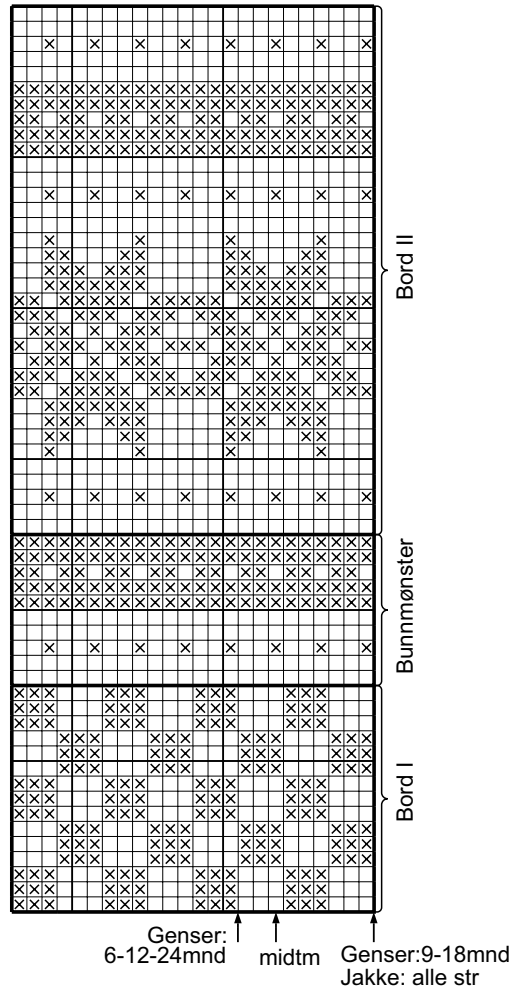 Bord II
Bunnmønster
Bord I
Genser:
6-12-24mnd
midtm
Genser:9-18mnd
Jakke: alle str